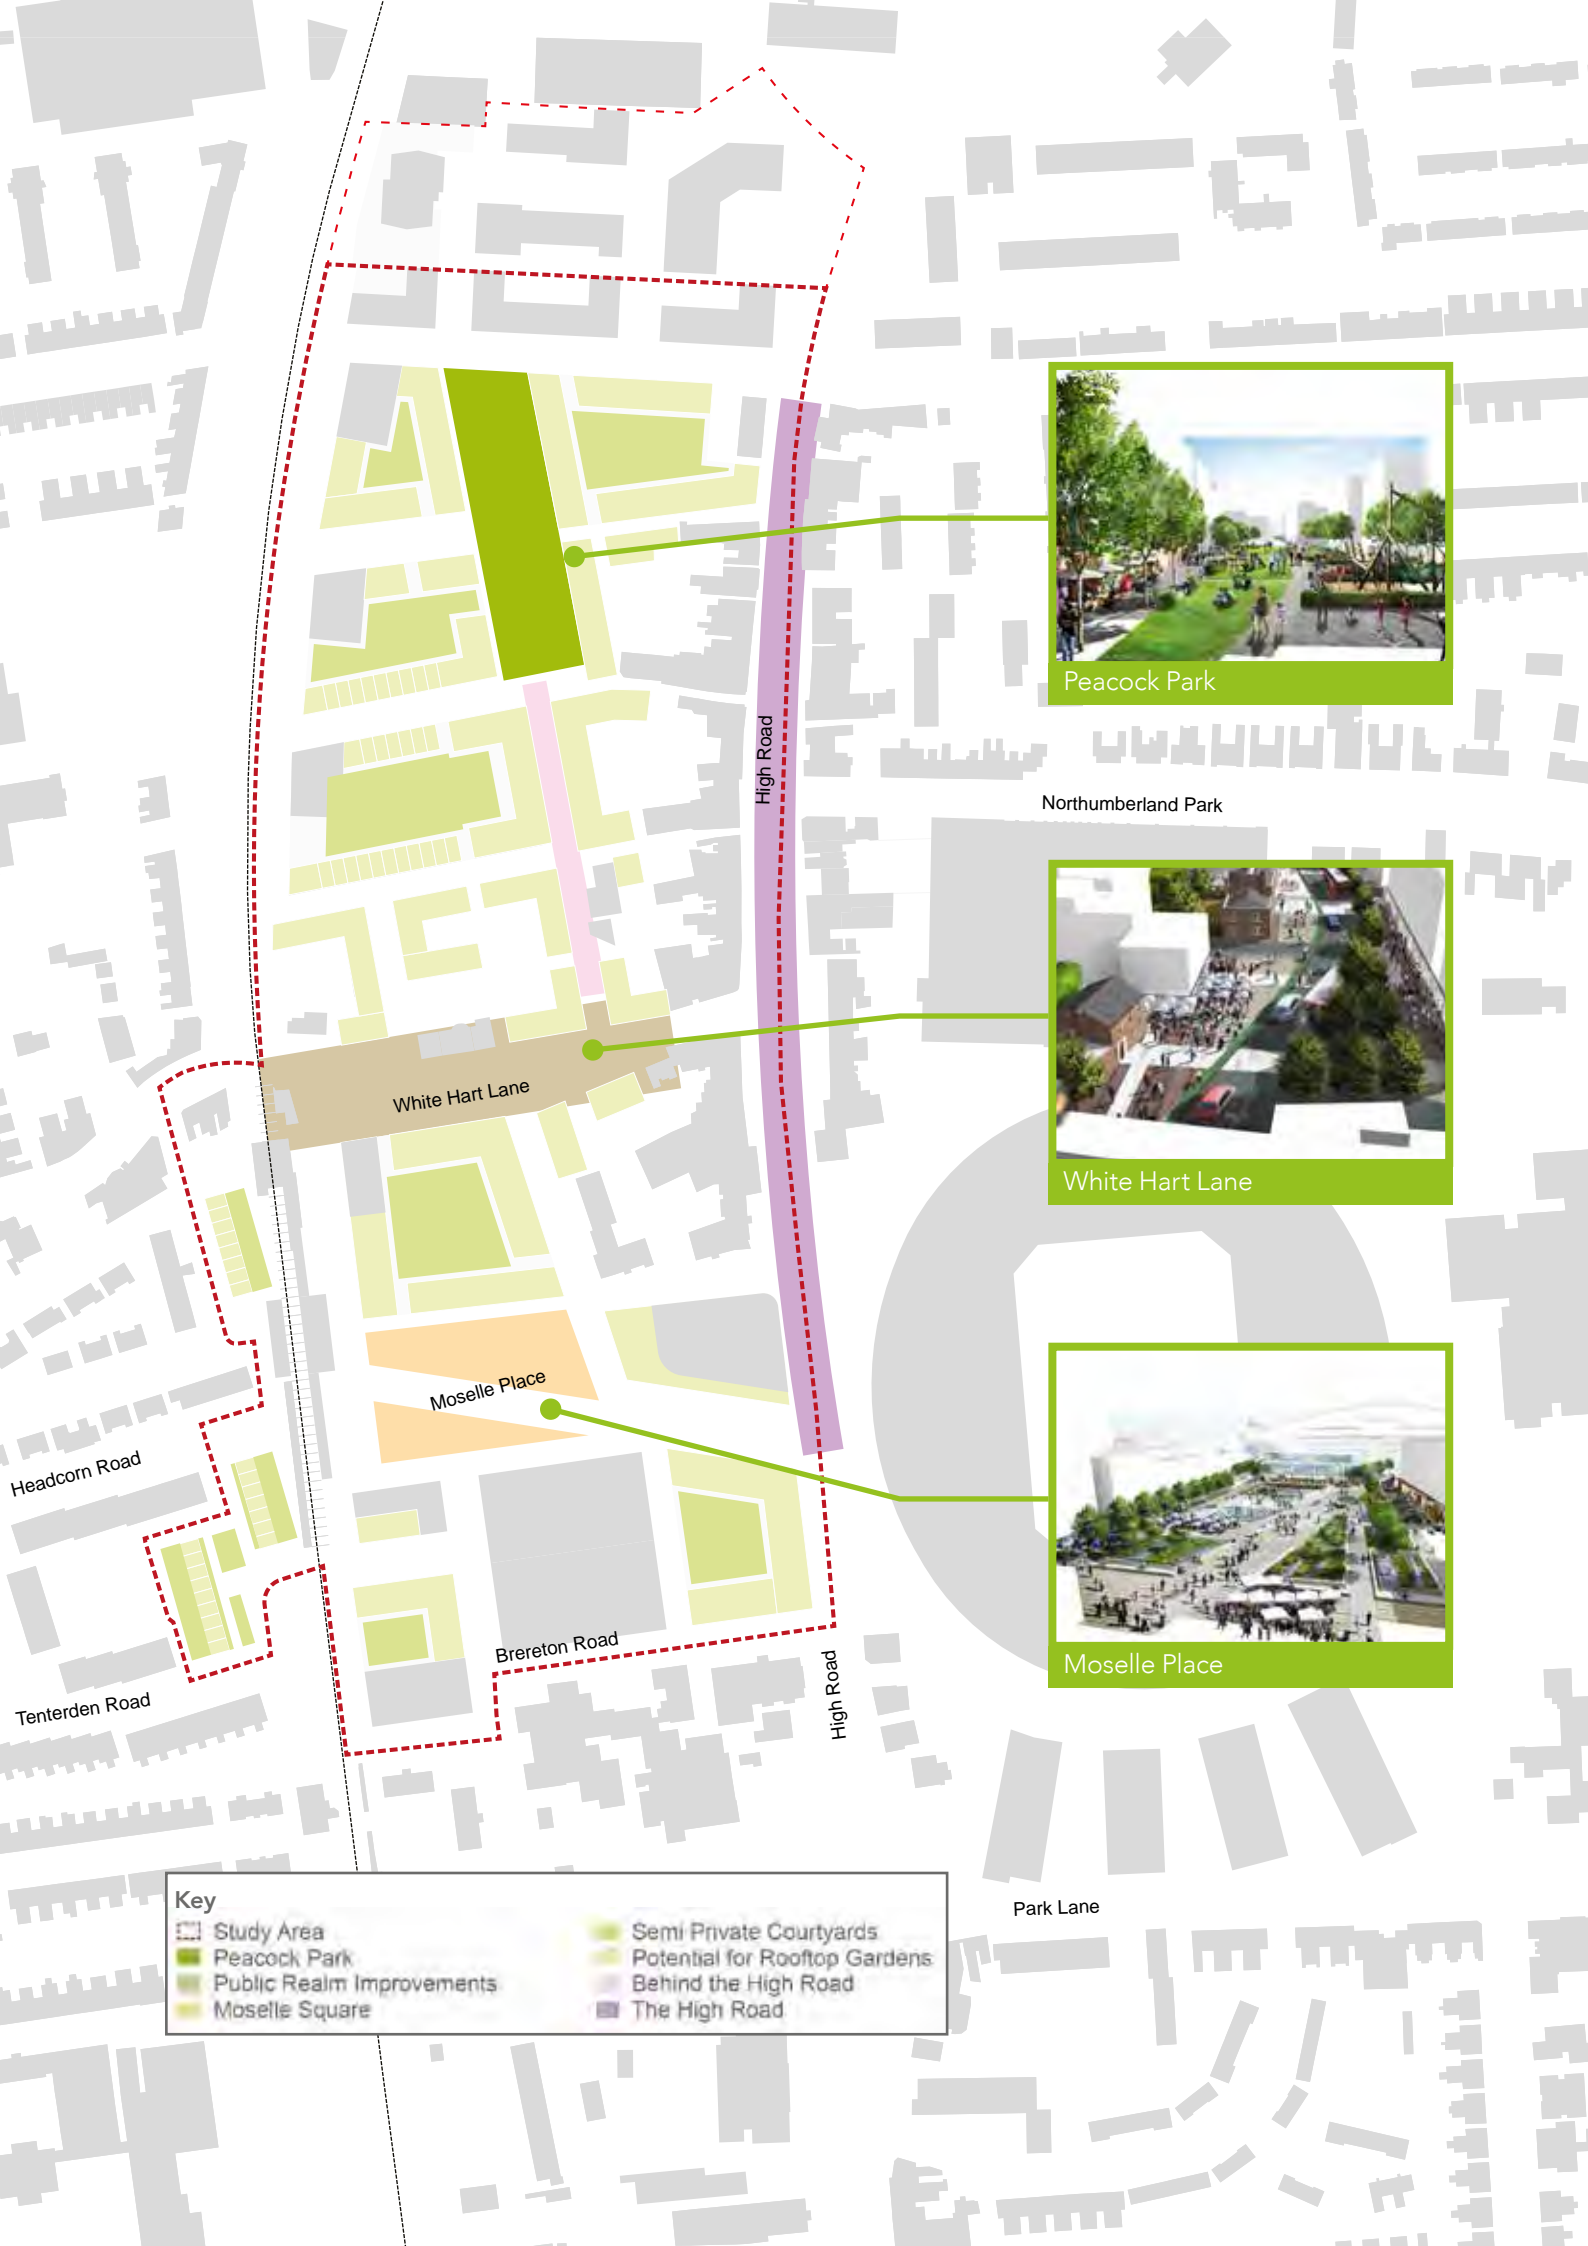 Peacock Park
High Road
Northumberland Park
White Hart Lane
White Hart Lane
Moselle Place
Headcorn Road
Moselle Place
Brereton Road
High Road
Tenterden Road
Key
Study Area
Peacock Park
Public Realm Improvements
Moselle Square
Semi Private Courtyards
Potential for Rooftop Gardens
Behind the High Road
The High Road
Park Lane